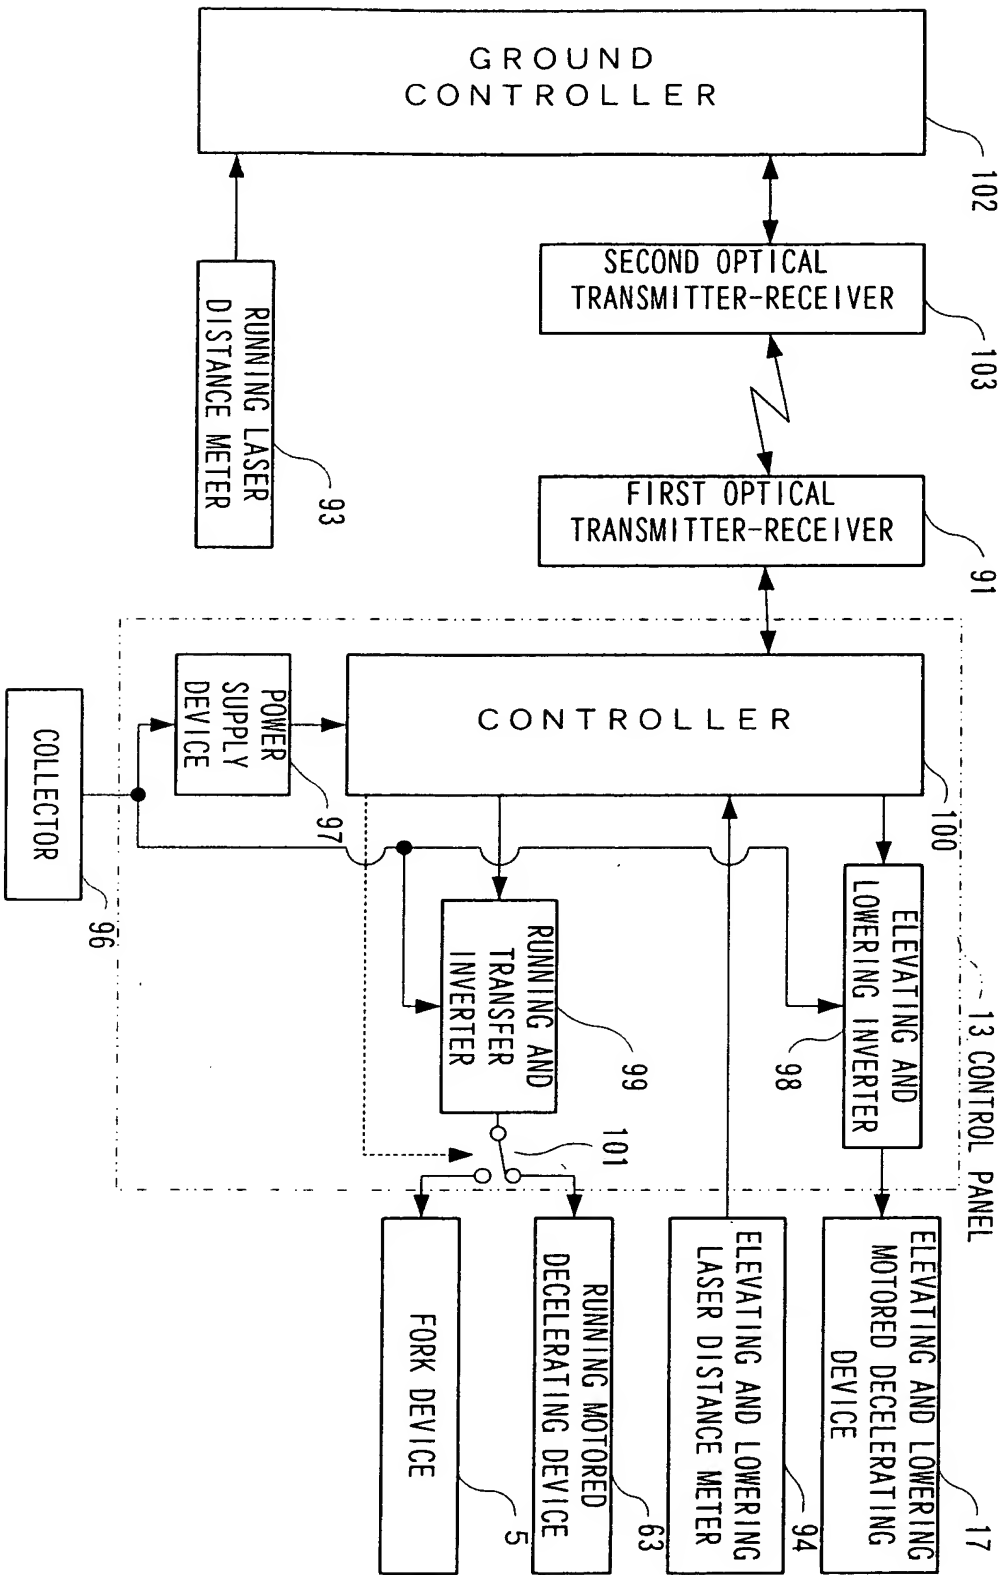 GROUND
CONTROLLER
102
SECOND OPTICAL
TRANSMITTER-RECEIVER
103
RUNNING LASER
DISTANCE METER
93
FIRST OPTICAL
TRANSMITTER-RECEIVER
91
CONTROLLER
100
POWER
SUPPLY
DEVICE
97
COLLECTOR
96
ELEVATING AND
LOWERING INVERTER
98
RUNNING AND
TRANSFER
INVERTER
99
101
13 CONTROL PANEL
ELEVATING AND LOWERING
MOTORED DECELERATING
DEVICE
17
ELEVATING AND LOWERING
LASER DISTANCE METER
94
RUNNING MOTORED
DECELERATING DEVICE
63
FORK DEVICE
5